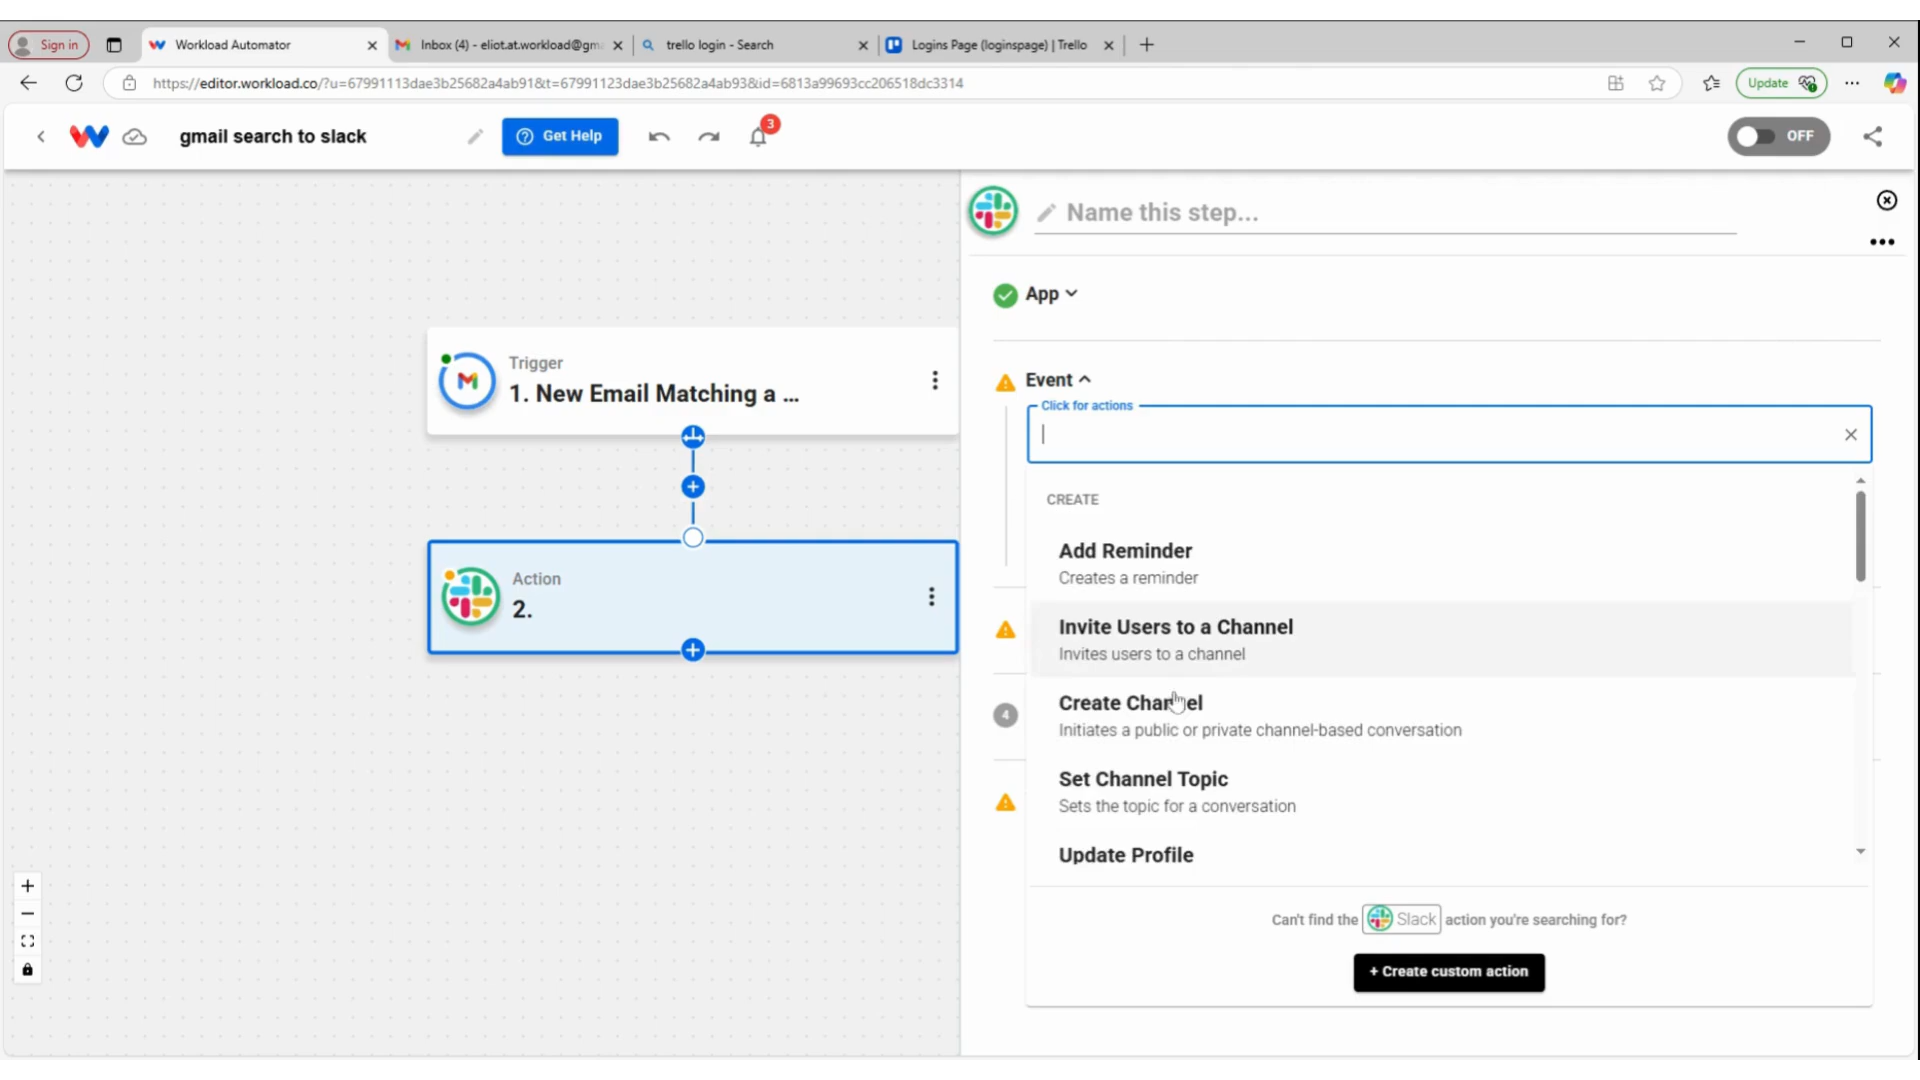 Sign in
Workload Automator
Inbox (4) - eliot.at.workload@gm
trello login - Search
Logins Page (loginspage) | Trello
https://editor.workload.co/?u=67991113dae3b25682a4ab91&t=67991123dae3b25682a4ab93&id=6813a99693cc206518dc3314
Update
gmail search to slack
Get Help
3
OFF
Name this step...
App
Trigger
1. New Email Matching a ...
Event
Click for actions
CREATE
Add Reminder
Creates a reminder
Action
2.
Invite Users to a Channel
Invites users to a channel
4
Create Channel
Initiates a public or private channel-based conversation
Set Channel Topic
Sets the topic for a conversation
Update Profile
Can't find the Slack action you're searching for?
+ Create custom action